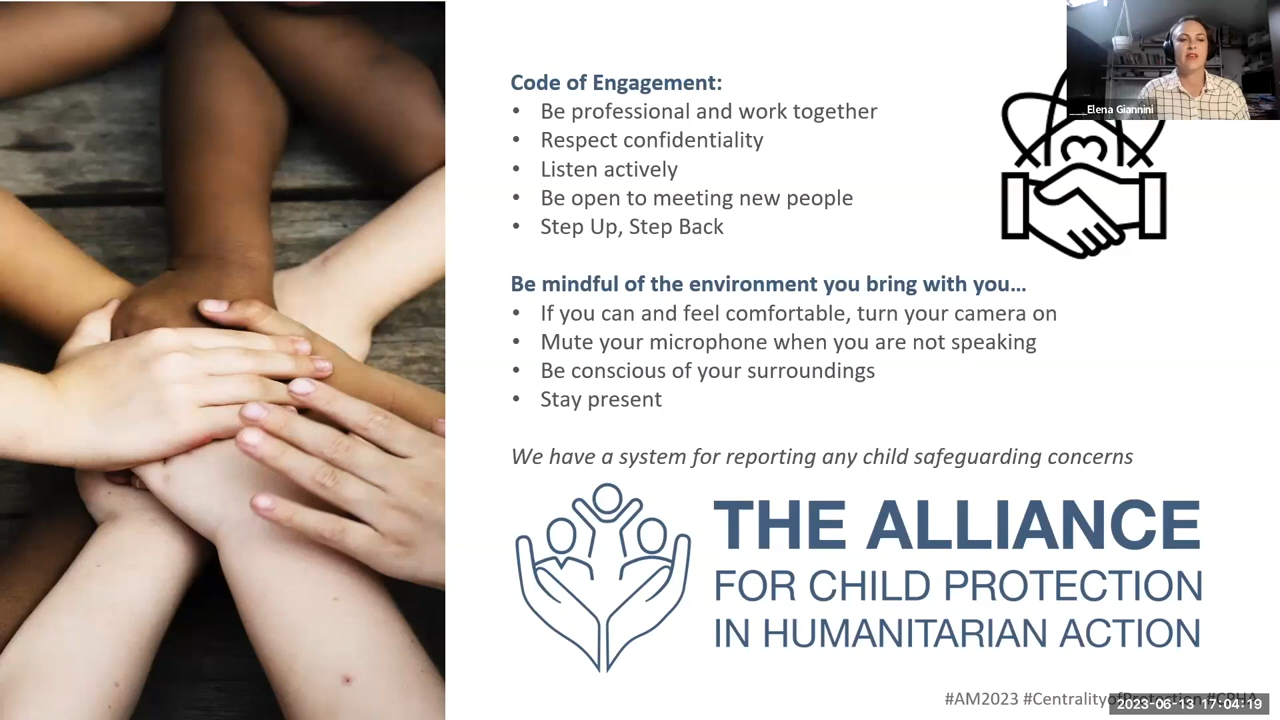 Code of Engagement:
• Be professional and work together
• Respect confidentiality
• Listen actively
• Be open to meeting new people
• Step Up, Step Back
Be mindful of the environment you bring with you…
• If you can and feel comfortable, turn your camera on
• Mute your microphone when you are not speaking
• Be conscious of your surroundings
• Stay present
We have a system for reporting any child safeguarding concerns
THE ALLIANCE
FOR CHILD PROTECTION
IN HUMANITARIAN ACTION
___Elena Giannini
#AM2023 #CentralityofProtection #CPHA
2023-06-13 17:04:19